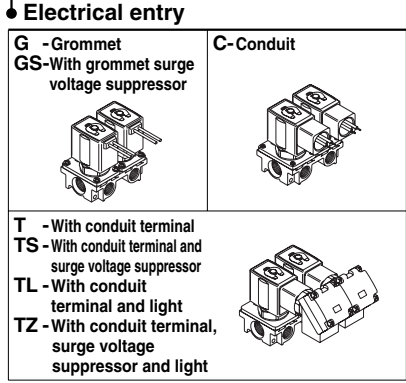 Electrical entry
G -Grommet
GS-With grommet surge
voltage suppressor
C-Conduit
T -With conduit terminal
TS -With conduit terminal and
surge voltage suppressor
TL -With conduit
terminal and light
TZ -With conduit terminal,
surge voltage
suppressor and light